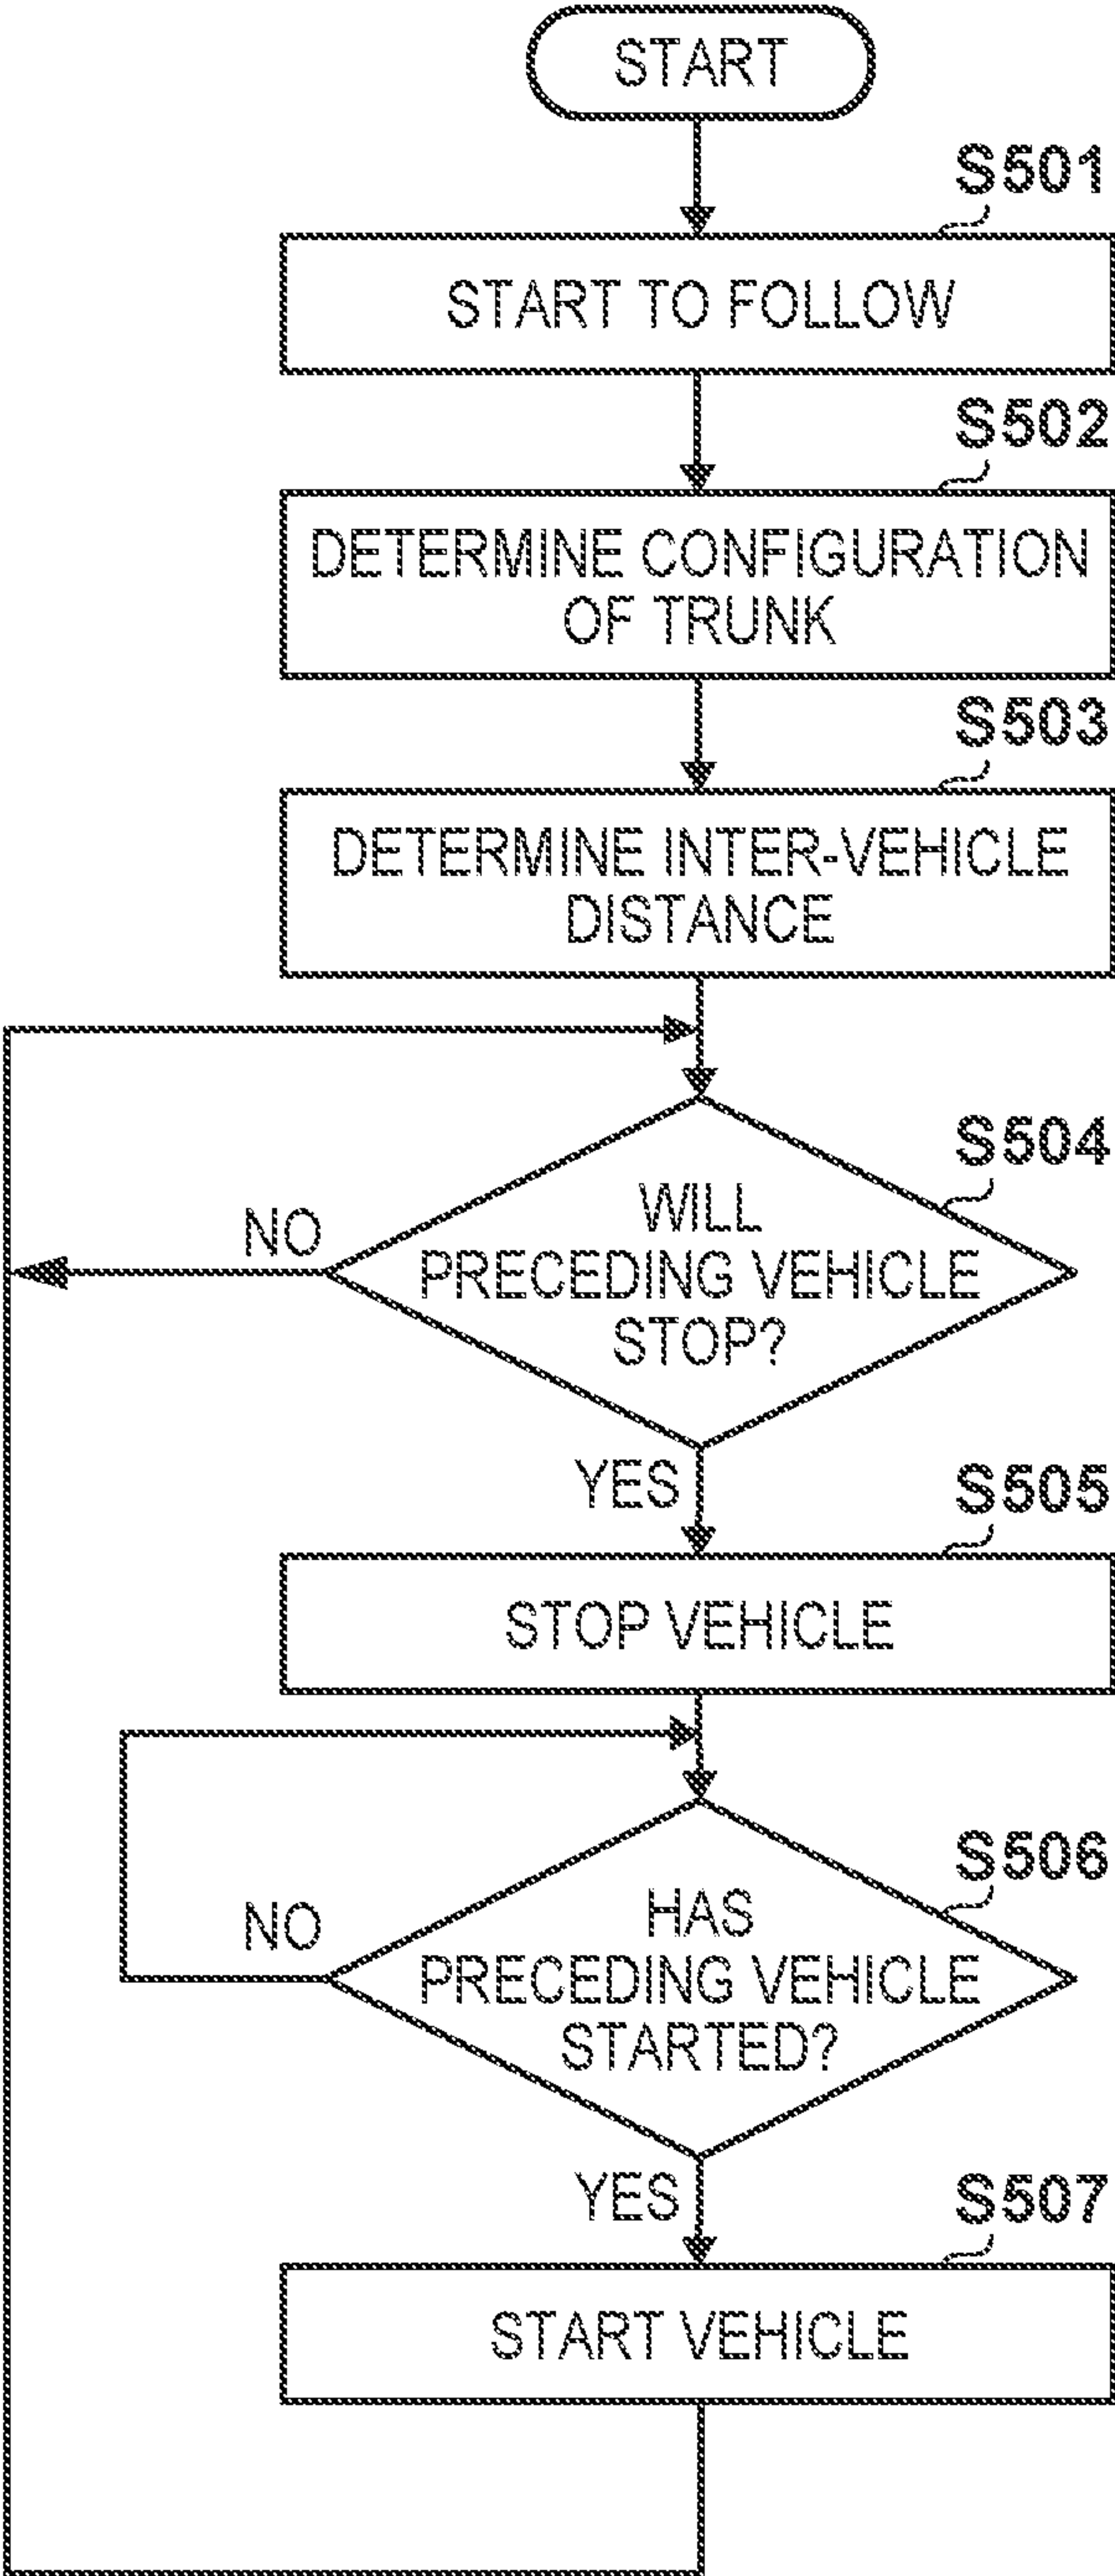 START
S501
START TO FOLLOW
S502
DETERMINE CONFIGURATION
OF TRUNK
S503
DETERMINE INTER-VEHICLE
DISTANCE
S504
WILL
PRECEDING VEHICLE
STOP?
NO
YES
S505
STOP VEHICLE
S506
HAS
PRECEDING VEHICLE
STARTED?
NO
YES
S507
START VEHICLE